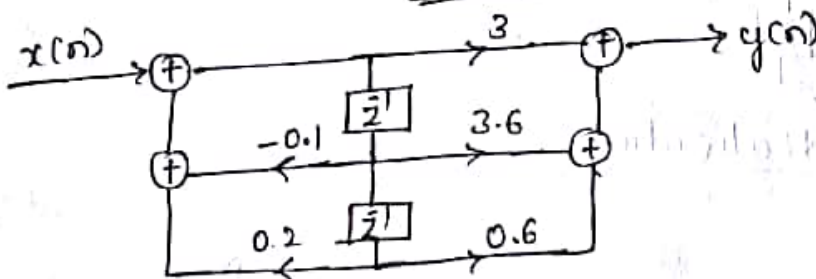 x(n) + 3 + y(n)
z⁻¹
+ -0.1 3.6 +
z⁻¹
0.2 0.6